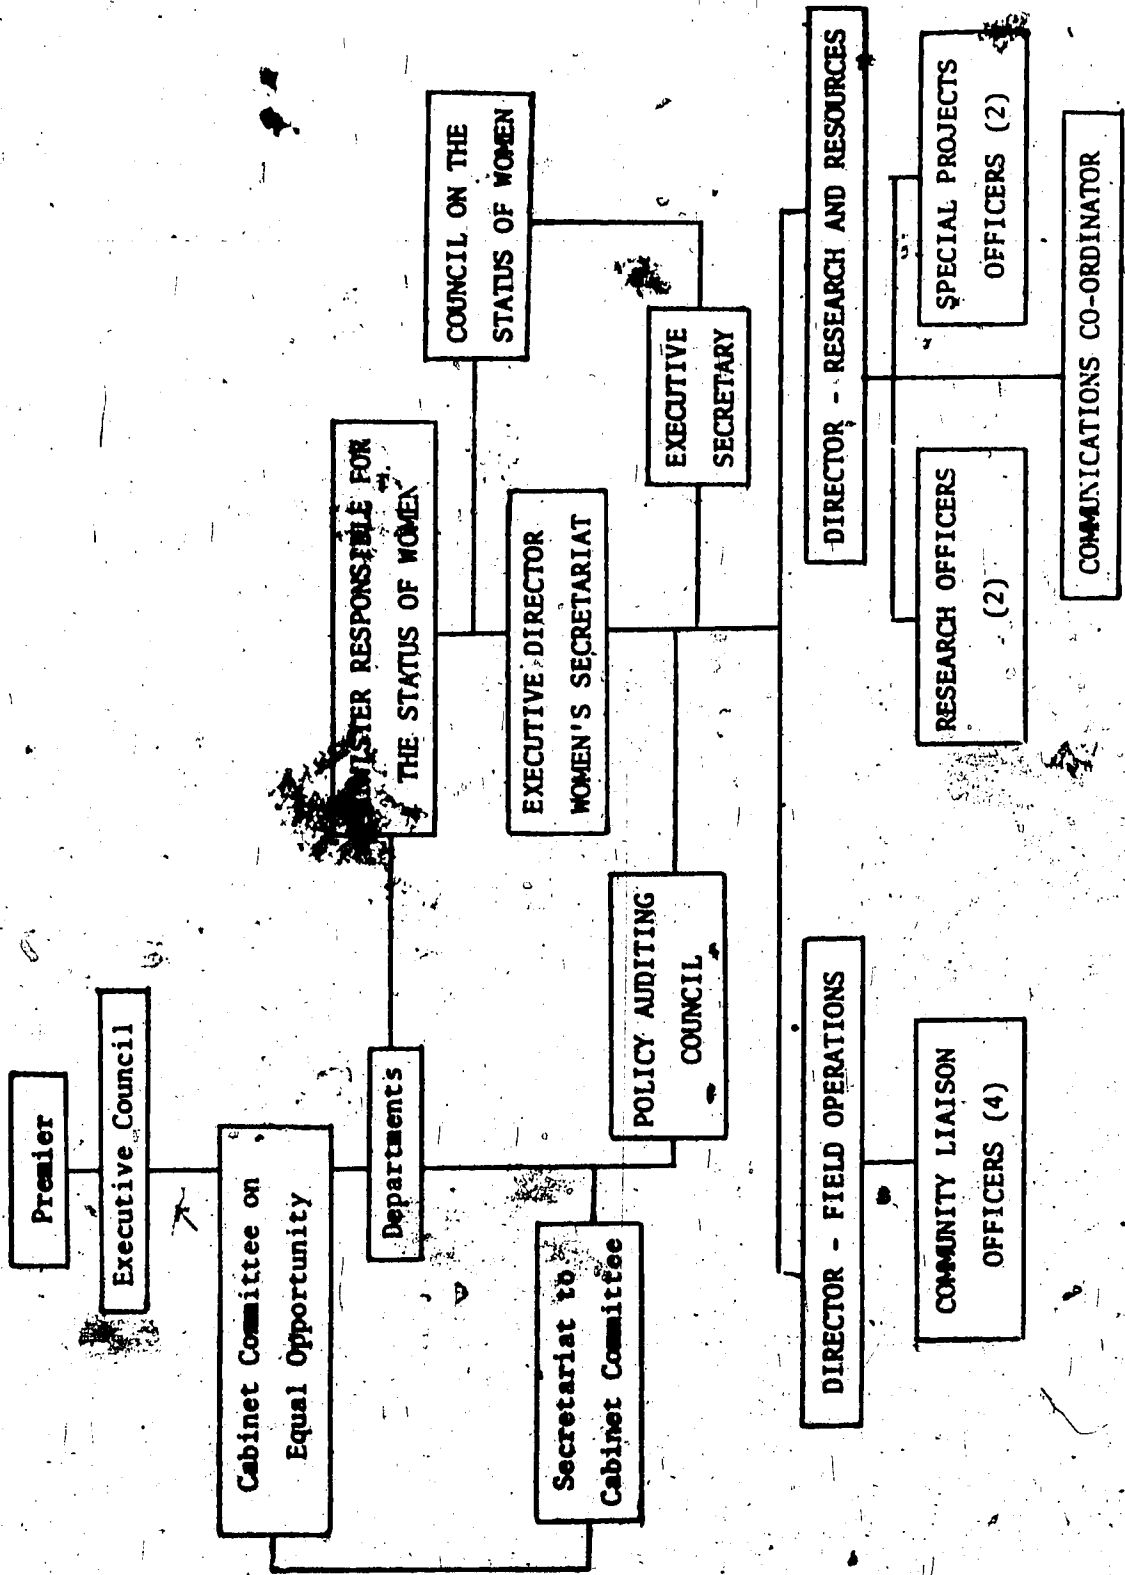 Premier
Executive Council
Cabinet Committee on
Equal Opportunity
Departments
RESPONSIBLE FOR
THE STATUS OF WOMEN
COUNCIL ON THE
STATUS OF WOMEN
Secretariat to
Cabinet Committee
EXECUTIVE DIRECTOR
WOMEN'S SECRETARIAT
POLICY AUDITING
COUNCIL
EXECUTIVE
SECRETARY
DIRECTOR - FIELD OPERATIONS
DIRECTOR - RESEARCH AND RESOURCES
COMMUNITY LIAISON
OFFICERS (4)
RESEARCH OFFICERS
(2)
SPECIAL PROJECTS
OFFICERS (2)
COMMUNICATIONS CO-ORDINATOR